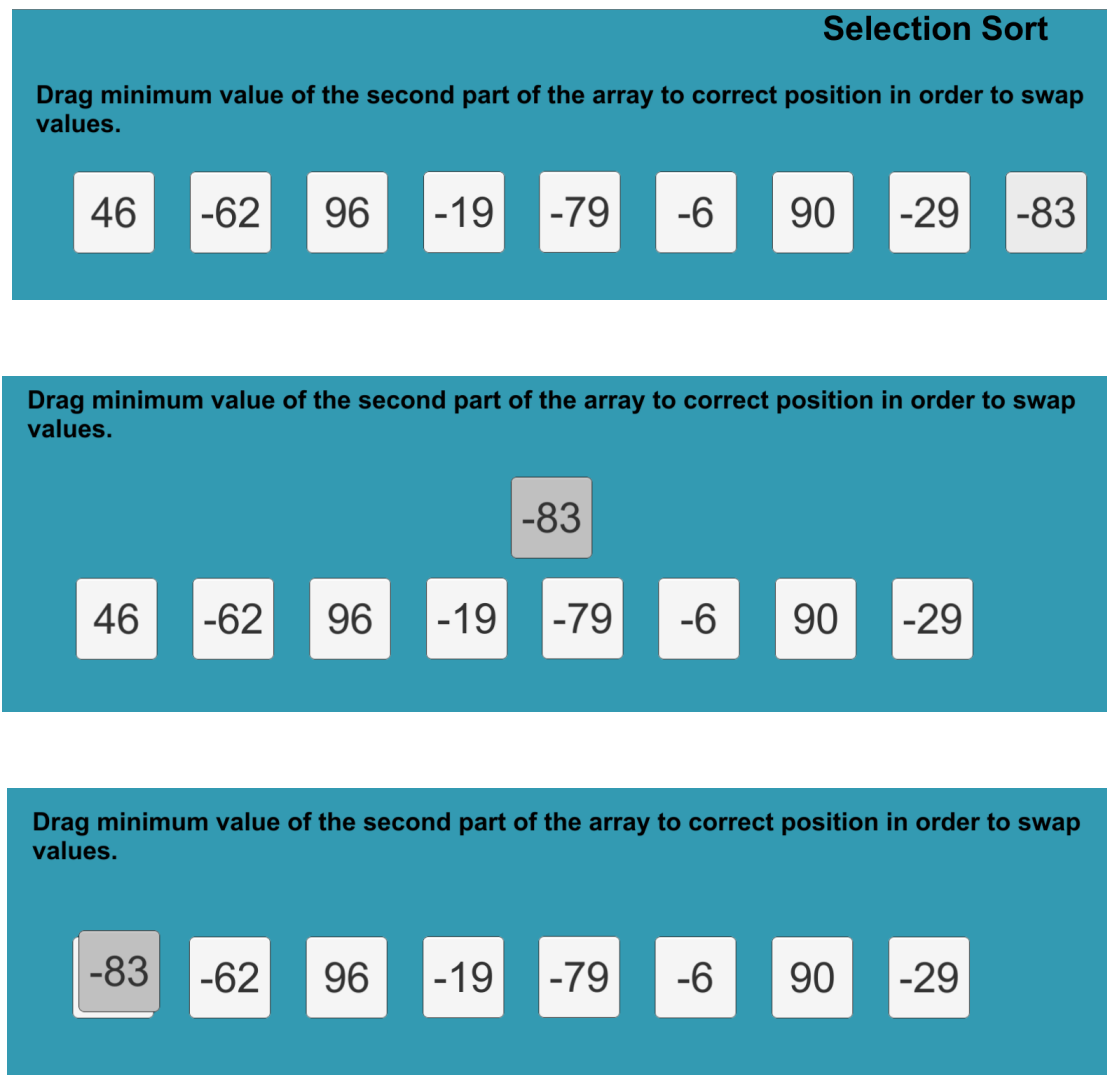 Selection Sort
Drag minimum value of the second part of the array to correct position in order to swap
values.
46 -62 96 -19 -79 -6 90 -29 -83
Drag minimum value of the second part of the array to correct position in order to swap
values.
-83
46 -62 96 -19 -79 -6 90 -29
Drag minimum value of the second part of the array to correct position in order to swap
values.
-83 -62 96 -19 -79 -6 90 -29